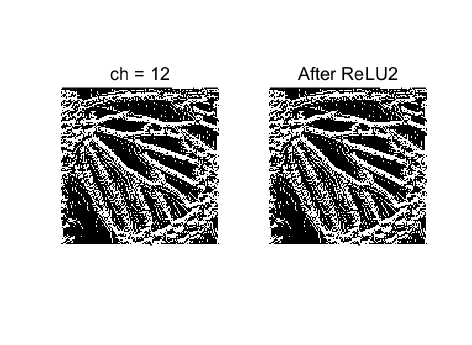 ch = 12
After ReLU2